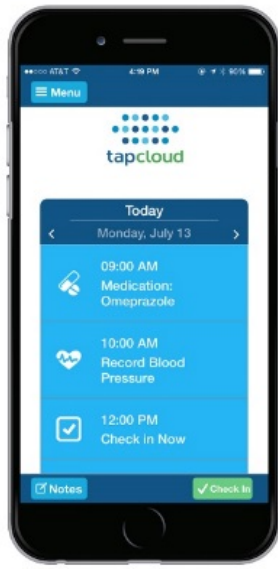 AT&T 4:19 PM 90%
Menu
tapcloud
Today
Monday, July 13
09:00 AM
Medication:
Omeprazole
10:00 AM
Record Blood
Pressure
12:00 PM
Check in Now
Notes Check In